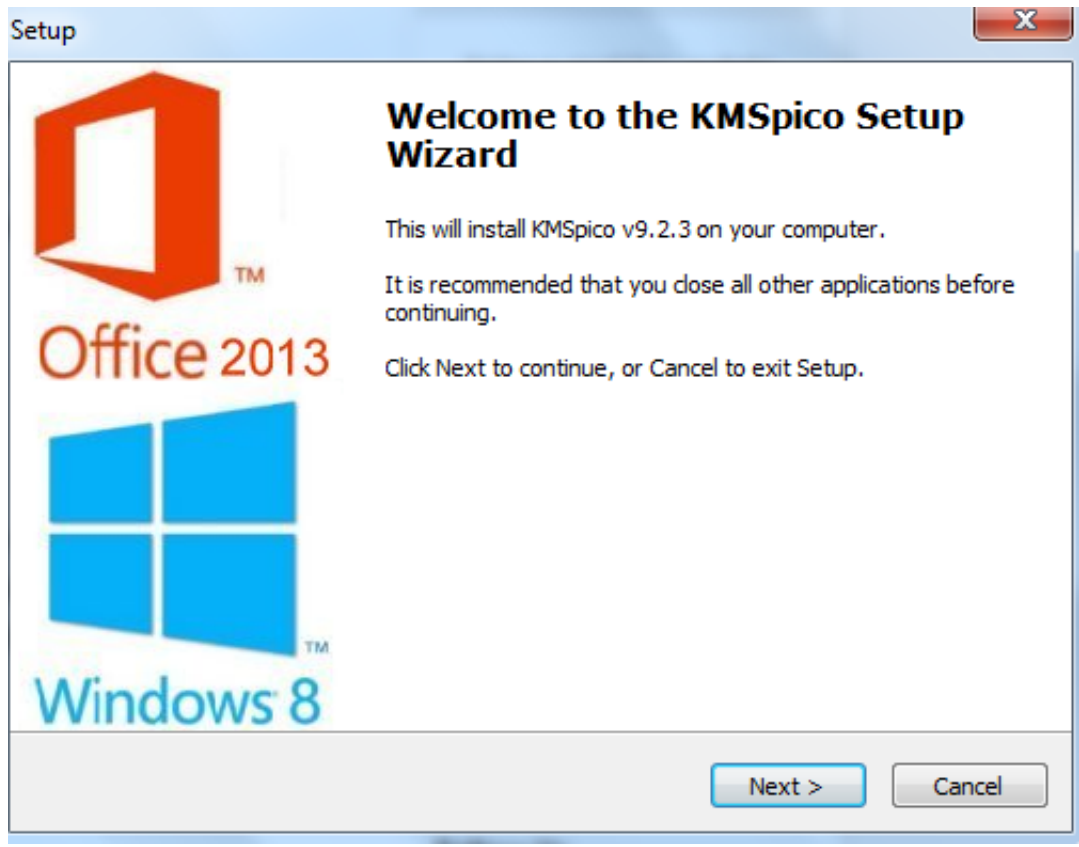 Setup
Welcome to the KMSpico Setup
Wizard
This will install KMSpico v9.2.3 on your computer.
It is recommended that you close all other applications before
continuing.
Click Next to continue, or Cancel to exit Setup.
TM
Office 2013
TM
Windows 8
Next >
Cancel